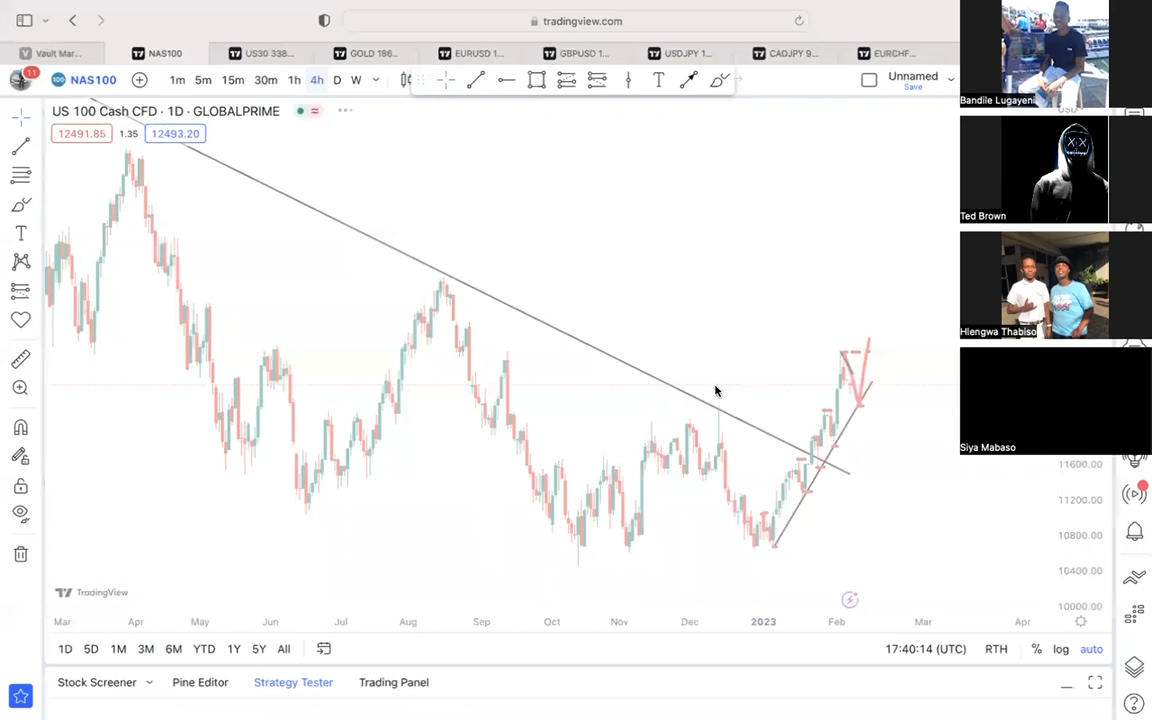 tradingview.com
Vault Mar...
NAS100
US30 338...
GOLD 186...
EURUSD 1...
GBPUSD 1...
USDJPY 1...
CADJPY 9...
EURCHF...
11
100
NAS100
1m 5m 15m 30m 1h 4h D W
Unnamed
Save
US 100 Cash CFD · 1D · GLOBALPRIME
12491.85 1.35 12493.20
Bandile Lugayeni
Ted Brown
Hlengwa Thabiso
Siya Mabaso
11600.00
11200.00
10800.00
10400.00
10000.00
TradingView
Mar Apr May Jun Jul Aug Sep Oct Nov Dec 2023 Feb Mar Apr
1D 5D 1M 3M 6M YTD 1Y 5Y All
17:40:14 (UTC) RTH % log auto
Stock Screener Pine Editor Strategy Tester Trading Panel